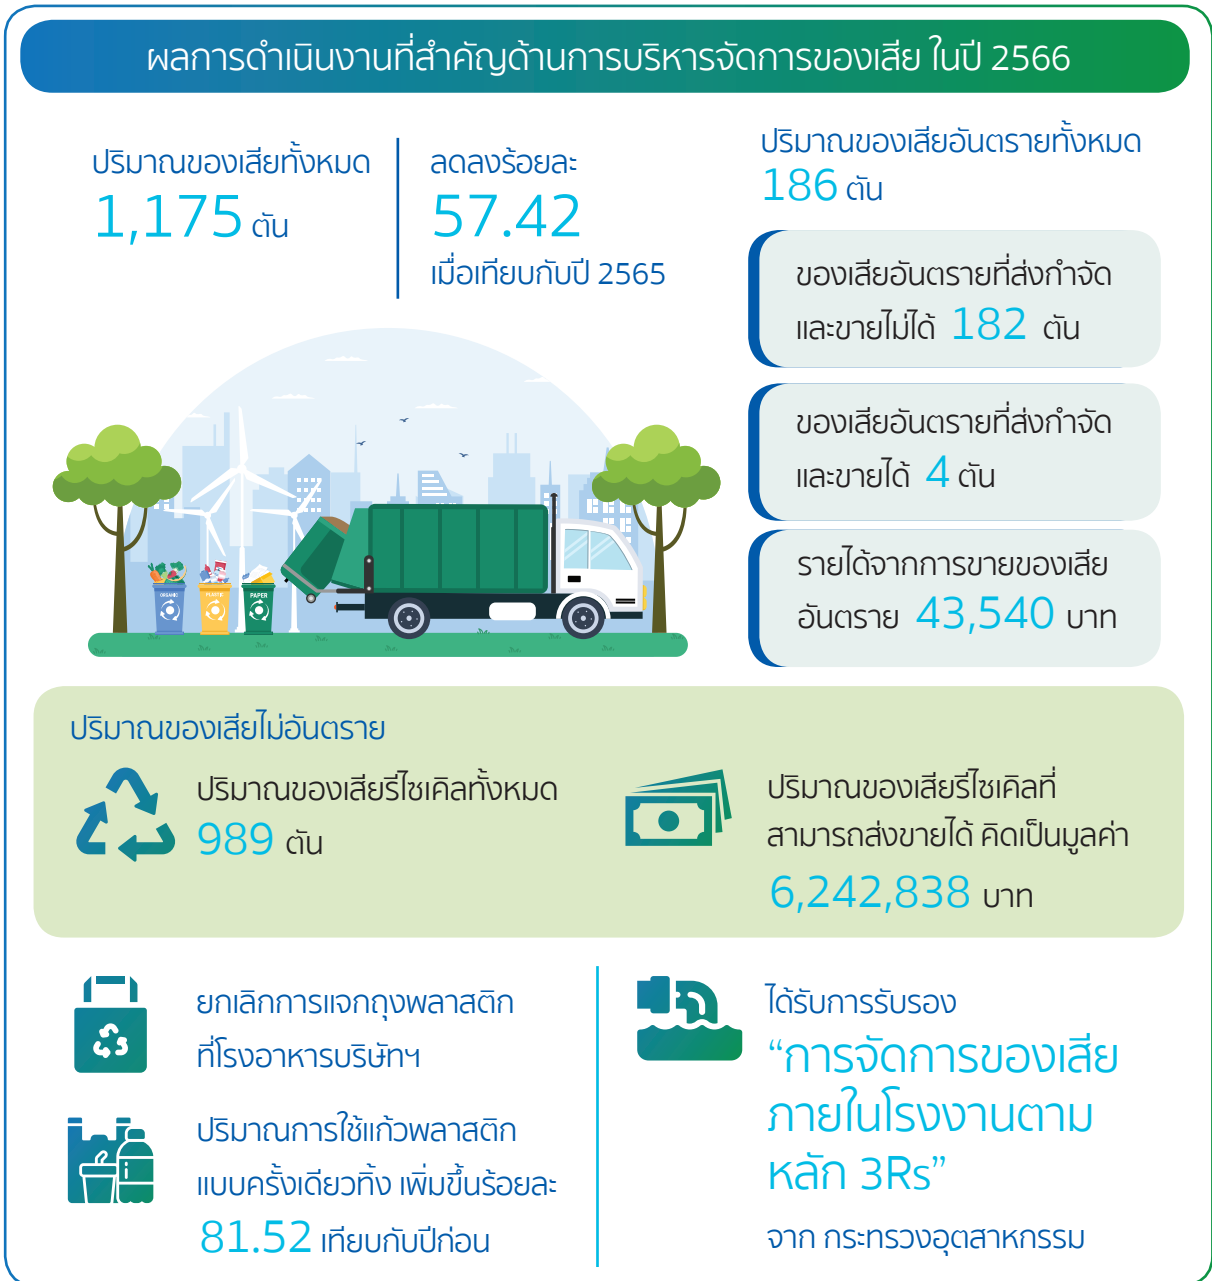 ผลการดำเนินงานที่สำคัญด้านการบริหารจัดการของเสีย ในปี 2566
ปริมาณของเสียทั้งหมด
1,175 ตัน
ลดลงร้อยละ
57.42
เมื่อเทียบกับปี 2565
ปริมาณของเสียอันตรายทั้งหมด
186 ตัน
ของเสียอันตรายที่ส่งกำจัด
และขายไม่ได้ 182 ตัน
ของเสียอันตรายที่ส่งกำจัด
และขายได้ 4 ตัน
รายได้จากการขายของเสีย
อันตราย 43,540 บาท
ORGANIC
PLASTIC
PAPER
ปริมาณของเสียไม่อันตราย
ปริมาณของเสียรีไซเคิลทั้งหมด
989 ตัน
ปริมาณของเสียรีไซเคิลที่
สามารถส่งขายได้ คิดเป็นมูลค่า
6,242,838 บาท
ยกเลิกการแจกถุงพลาสติก
ที่โรงอาหารบริษัทฯ
ปริมาณการใช้แก้วพลาสติก
แบบครั้งเดียวทิ้ง เพิ่มขึ้นร้อยละ
81.52 เทียบกับปีก่อน
ได้รับการรับรอง
“การจัดการของเสีย
ภายในโรงงานตาม
หลัก 3Rs”
จาก กระทรวงอุตสาหกรรม